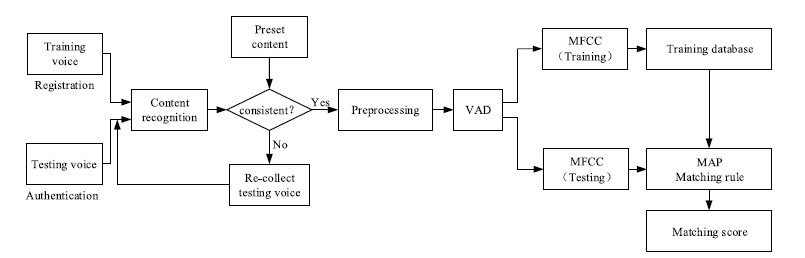 Training
voice
Registration
Testing voice
Authentication
Content
recognition
Preset
content
consistent?
Yes
No
Re-collect
testing voice
Preprocessing
VAD
MFCC
（Training）
Training database
MFCC
（Testing）
MAP
Matching rule
Matching score